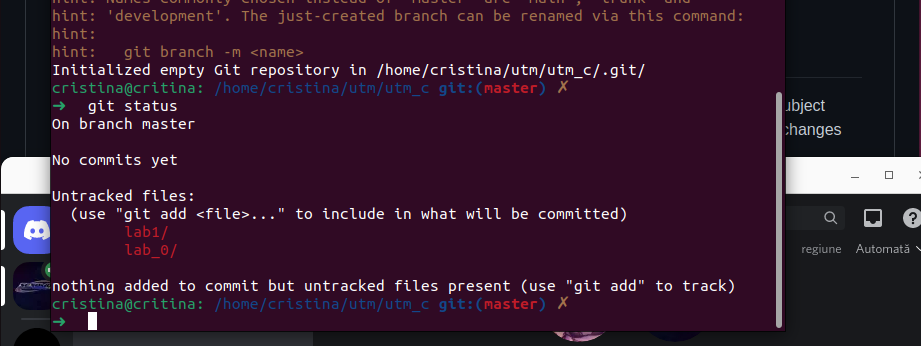 hint: Names commonly chosen instead of 'master' are 'main', 'trunk' and
hint: 'development'. The just-created branch can be renamed via this command:
hint:
hint:   git branch -m <name>
Initialized empty Git repository in /home/cristina/utm/utm_c/.git/
cristina@critina: /home/cristina/utm/utm_c git:(master) ✗
➜  git status
On branch master

No commits yet

Untracked files:
  (use "git add <file>..." to include in what will be committed)
        lab1/
        lab_0/

nothing added to commit but untracked files present (use "git add" to track)
cristina@critina: /home/cristina/utm/utm_c git:(master) ✗
➜
ubject
changes
regiune
Automată